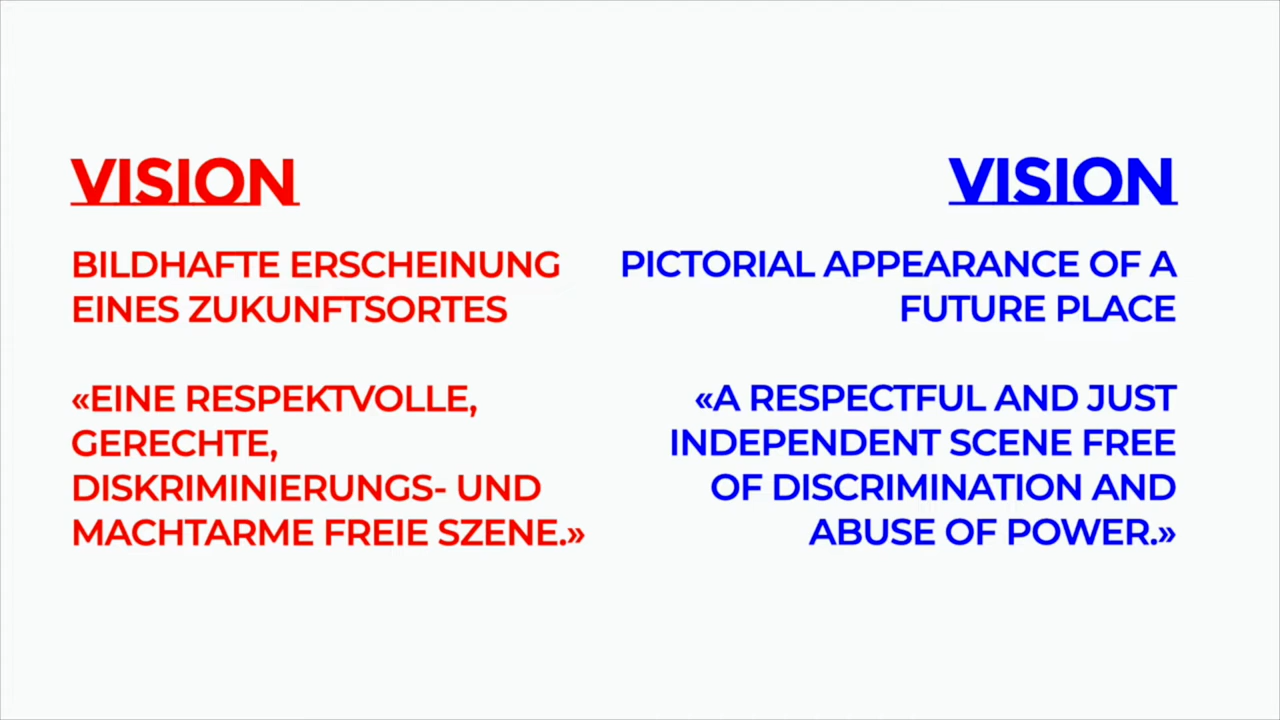 VISION
BILDHAFTE ERSCHEINUNG
EINES ZUKUNFTSORTES
«EINE RESPEKTVOLLE,
GERECHTE,
DISKRIMINIERUNGS- UND
MACHTARME FREIE SZENE.»
VISION
PICTORIAL APPEARANCE OF A
FUTURE PLACE
«A RESPECTFUL AND JUST
INDEPENDENT SCENE FREE
OF DISCRIMINATION AND
ABUSE OF POWER.»